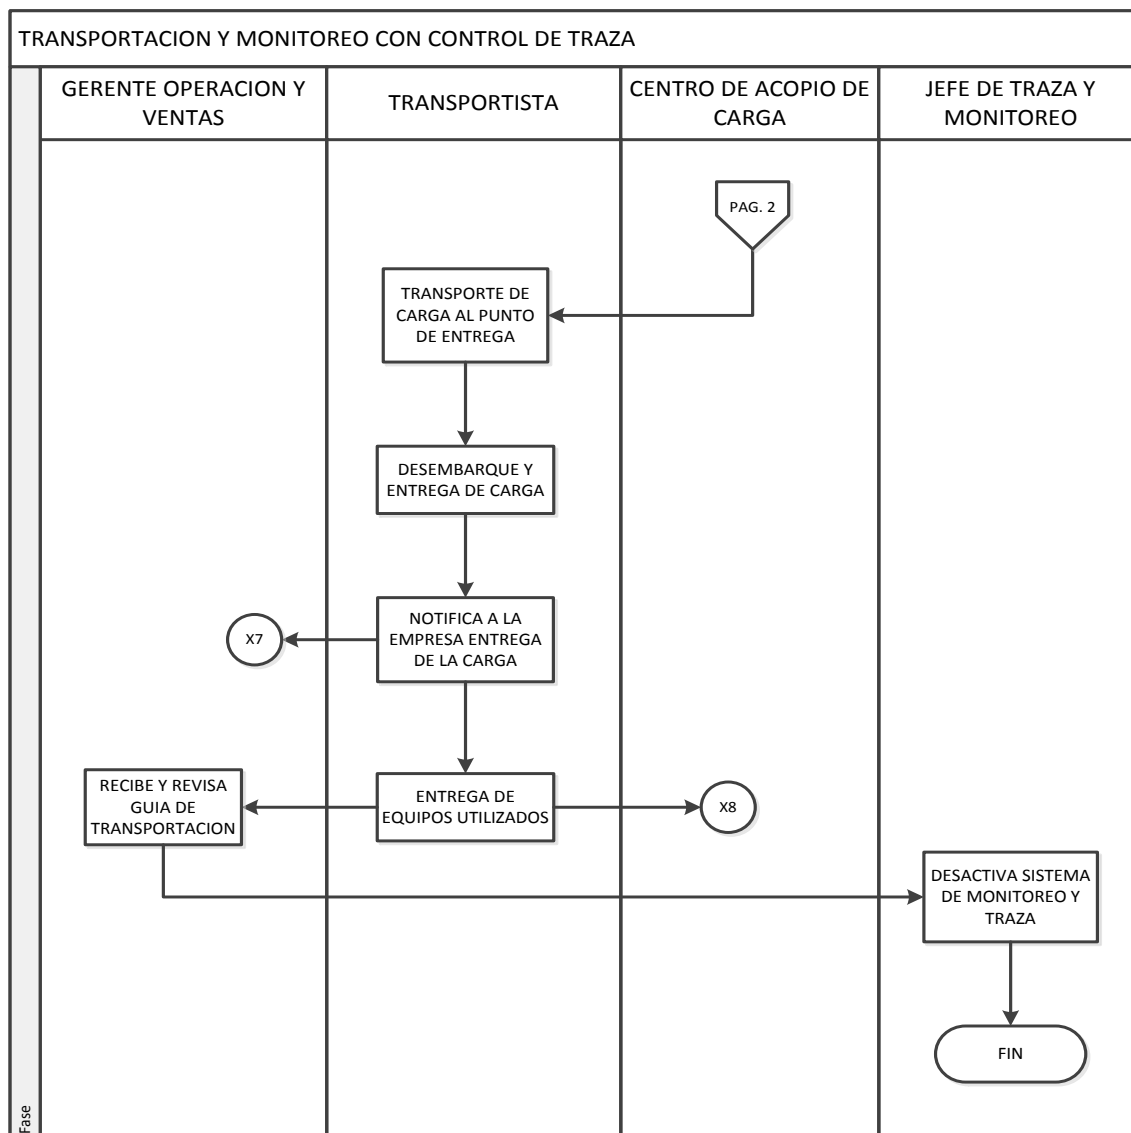 TRANSPORTACION Y MONITOREO CON CONTROL DE TRAZA
GERENTE OPERACION Y
VENTAS
TRANSPORTISTA
CENTRO DE ACOPIO DE
CARGA
JEFE DE TRAZA Y
MONITOREO
PAG. 2
TRANSPORTE DE
CARGA AL PUNTO
DE ENTREGA
DESEMBARQUE Y
ENTREGA DE CARGA
NOTIFICA A LA
EMPRESA ENTREGA
DE LA CARGA
X7
RECIBE Y REVISA
GUIA DE
TRANSPORTACION
ENTREGA DE
EQUIPOS UTILIZADOS
X8
DESACTIVA SISTEMA
DE MONITOREO Y
TRAZA
FIN
Fase